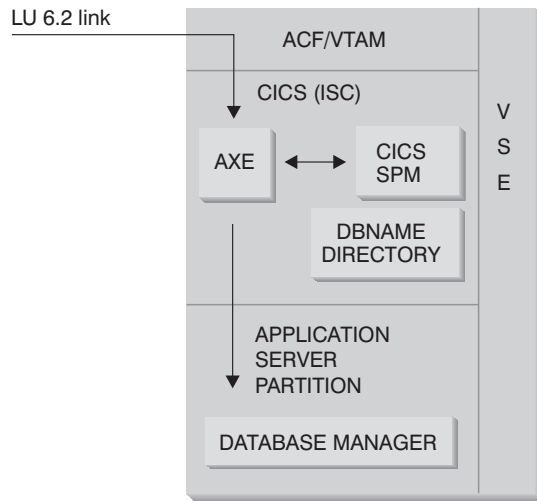 LU 6.2 link
ACF/VTAM
CICS (ISC)
V
S
E
AXE
CICS
SPM
DBNAME
DIRECTORY
APPLICATION
SERVER
PARTITION
DATABASE MANAGER